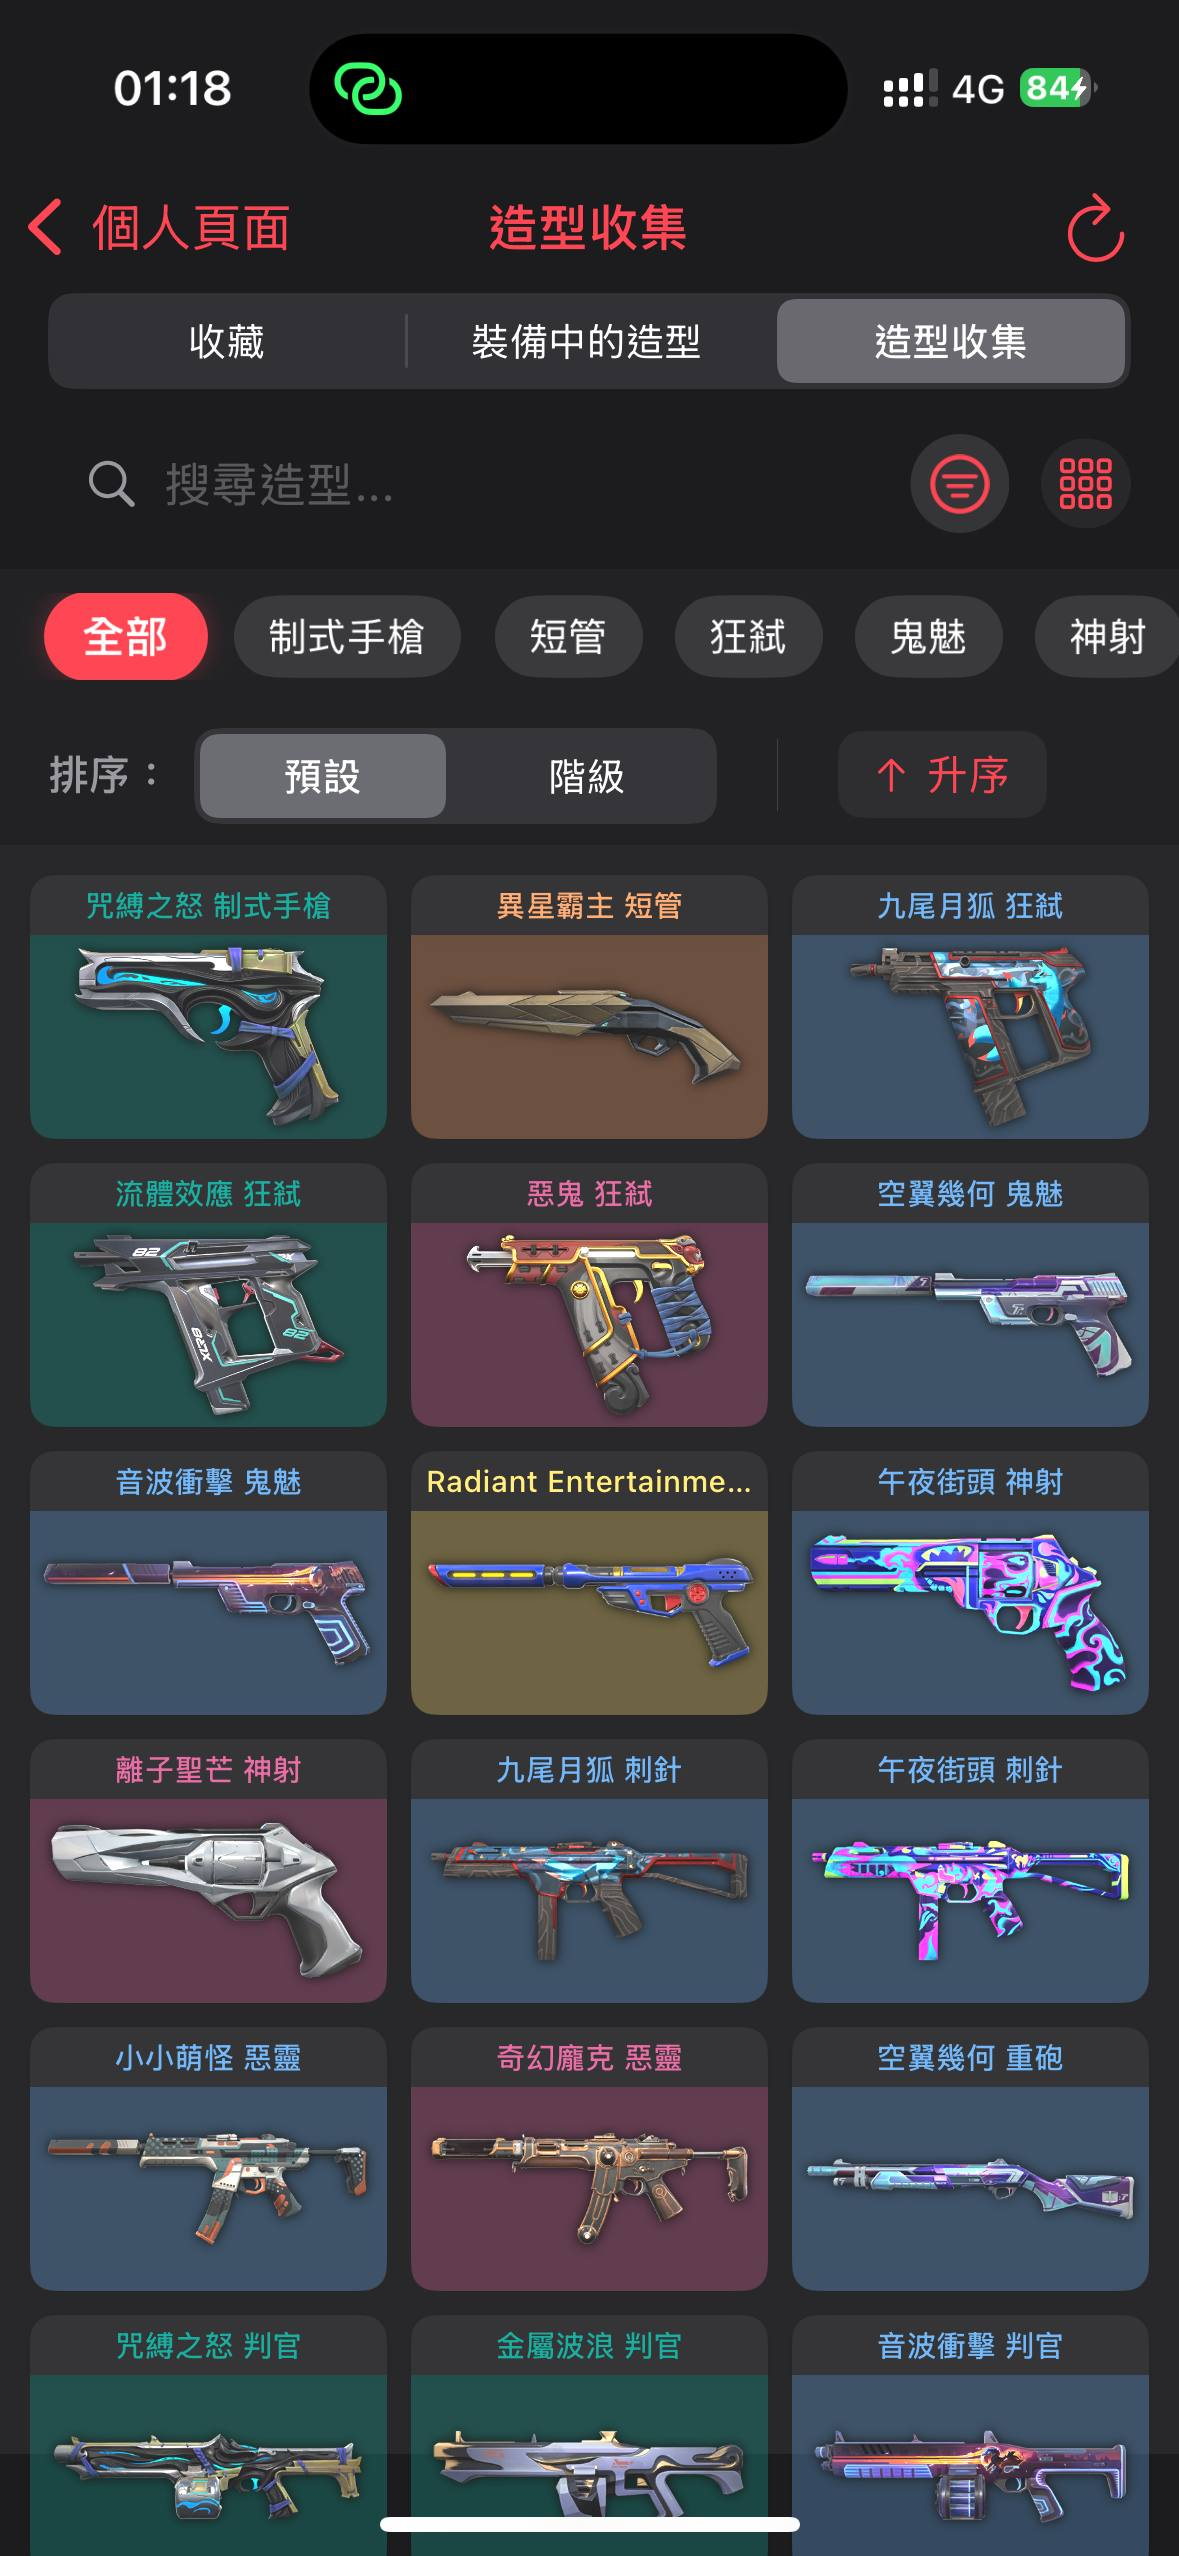 01:18
4G 84
個人頁面 造型收集
收藏 裝備中的造型 造型收集
搜尋造型...
全部 制式手槍 短管 狂弒 鬼魅 神射
排序： 預設 階級 ↑ 升序
咒縛之怒 制式手槍 異星霸主 短管 九尾月狐 狂弒
流體效應 狂弒 惡鬼 狂弒 空翼幾何 鬼魅
音波衝擊 鬼魅 Radiant Entertainme... 午夜街頭 神射
離子聖芒 神射 九尾月狐 刺針 午夜街頭 刺針
小小萌怪 惡靈 奇幻龐克 惡靈 空翼幾何 重砲
咒縛之怒 判官 金屬波浪 判官 音波衝擊 判官